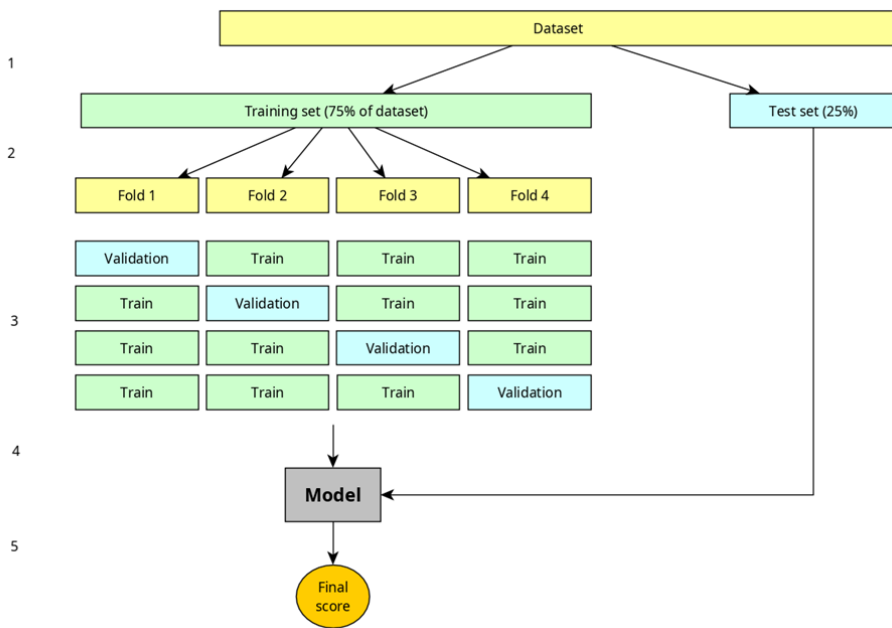 Dataset
1
Training set (75% of dataset)
Test set (25%)
2
Fold 1
Fold 2
Fold 3
Fold 4
Validation
Train
Train
Train
Train
Validation
Train
Train
3
Train
Train
Validation
Train
Train
Train
Train
Validation
4
Model
5
Final
score